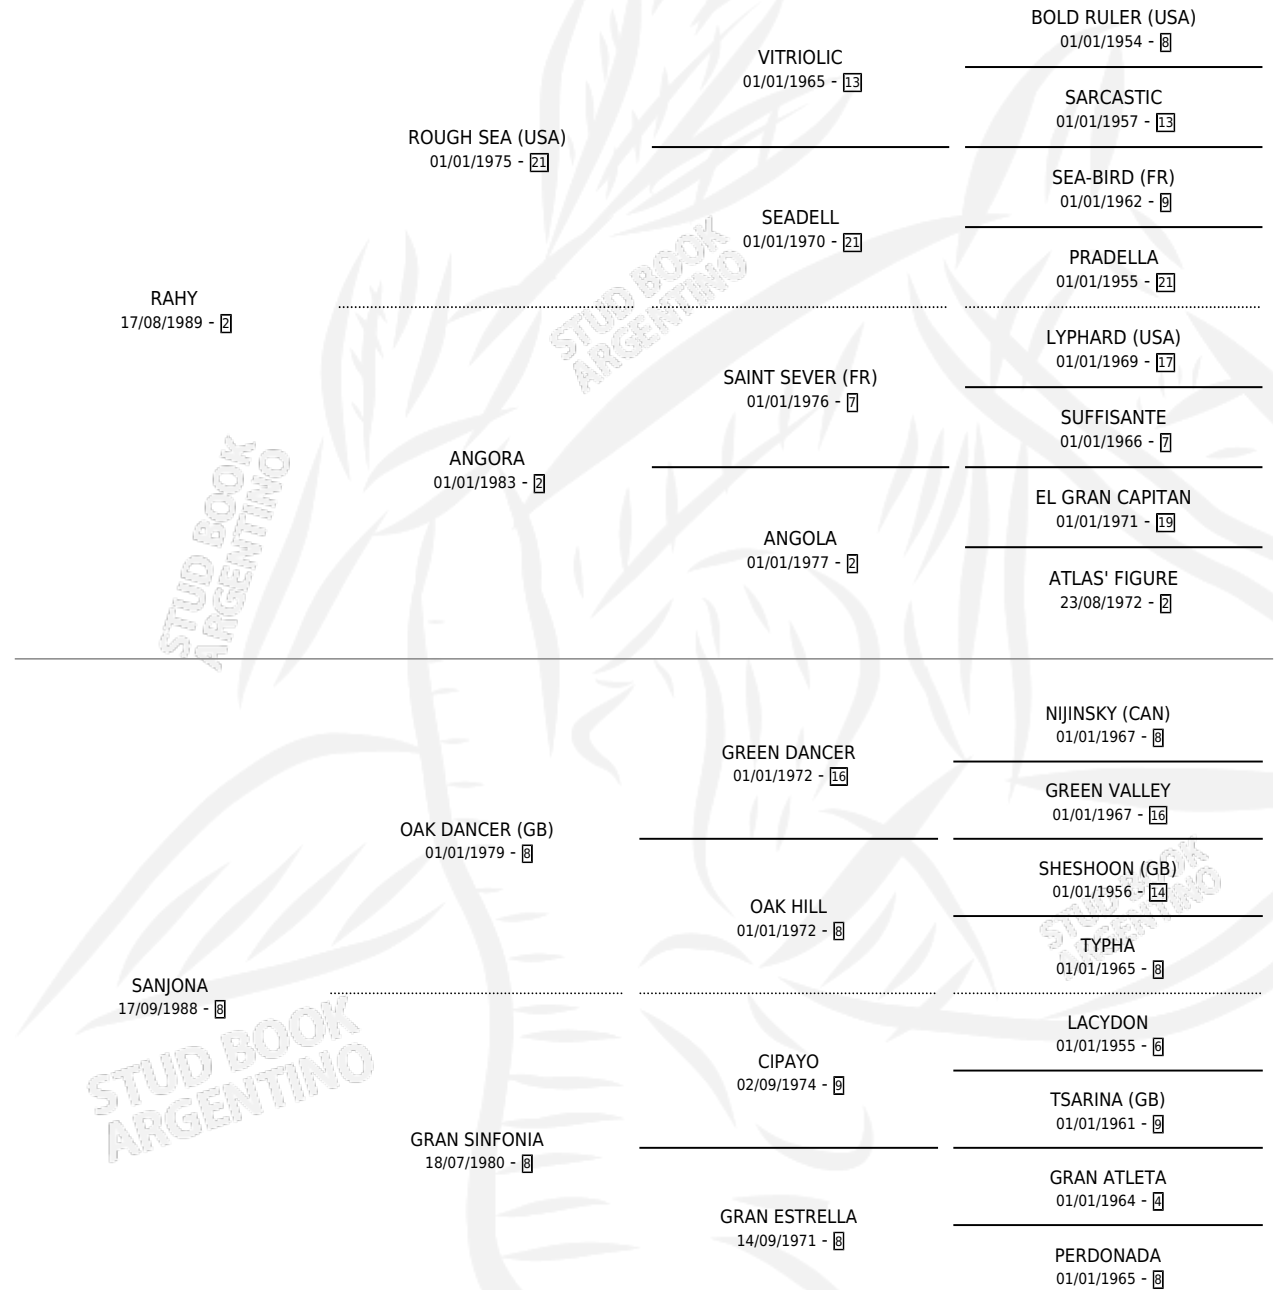 BOLD RULER (USA)
01/01/1954 - 8
VITRIOLIC
01/01/1965 - 13
SARCASTIC
01/01/1957 - 13
ROUGH SEA (USA)
01/01/1975 - 21
SEA-BIRD (FR)
01/01/1962 - 9
SEADELL
01/01/1970 - 21
PRADELLA
01/01/1955 - 21
RAHY
17/08/1989 - 2
STUD BOOK
ARGENTINO
LYPHARD (USA)
01/01/1969 - 17
SAINT SEVER (FR)
01/01/1976 - 7
SUFFISANTE
01/01/1966 - 7
ANGORA
01/01/1983 - 2
EL GRAN CAPITAN
01/01/1971 - 19
ANGOLA
01/01/1977 - 2
ATLAS' FIGURE
23/08/1972 - 2
STUD BOOK
ARGENTINO
NIJINSKY (CAN)
01/01/1967 - 8
GREEN DANCER
01/01/1972 - 16
GREEN VALLEY
01/01/1967 - 16
OAK DANCER (GB)
01/01/1979 - 8
SHESHOON (GB)
01/01/1956 - 14
OAK HILL
01/01/1972 - 8
STUD BOOK
ARGENTINO
TYPHA
01/01/1965 - 8
SANJONA
17/09/1988 - 8
STUD BOOK
ARGENTINO
LACYDON
01/01/1955 - 6
CIPAYO
02/09/1974 - 9
TSARINA (GB)
01/01/1961 - 9
GRAN SINFONIA
18/07/1980 - 8
GRAN ATLETA
01/01/1964 - 4
GRAN ESTRELLA
14/09/1971 - 8
PERDONADA
01/01/1965 - 8